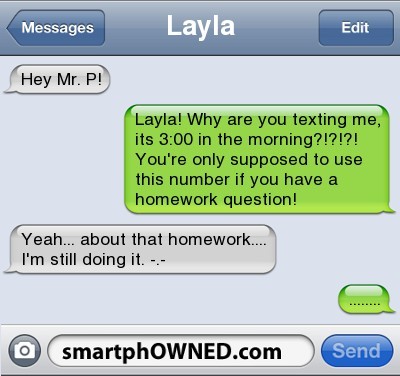 Messages
Layla
Edit
Hey Mr. P!
Layla! Why are you texting me,
its 3:00 in the morning?!?!?!
You're only supposed to use
this number if you have a
homework question!
Yeah... about that homework....
I'm still doing it. -.-
........
smartphOWNED.com
Send